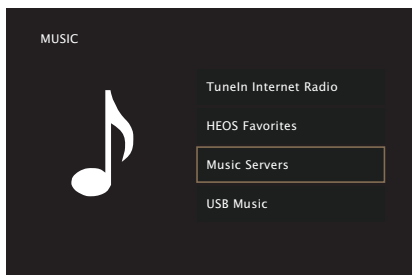 MUSIC
TuneIn Internet Radio
HEOS Favorites
Music Servers
USB Music